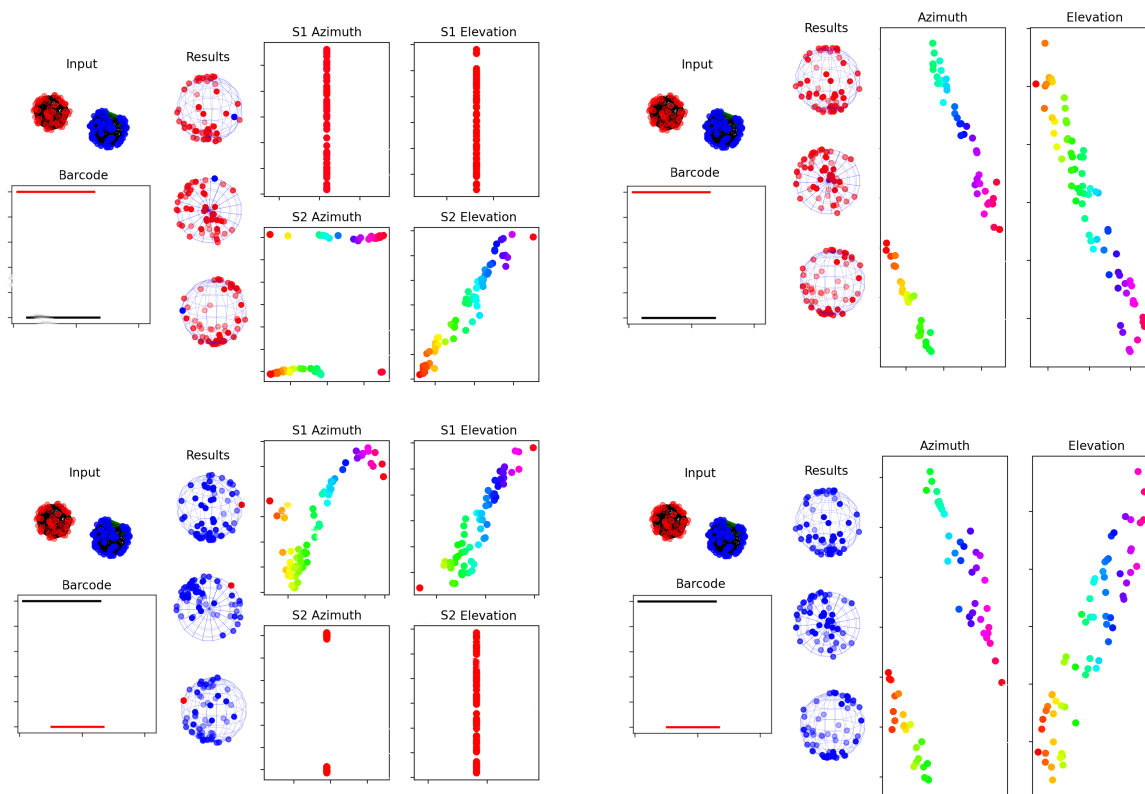 S1 Azimuth
S1 Elevation
Input
Results
Barcode
S2 Azimuth
S2 Elevation
Azimuth
Elevation
Input
Results
Barcode
S1 Azimuth
S1 Elevation
Input
Results
Barcode
S2 Azimuth
S2 Elevation
Azimuth
Elevation
Input
Results
Barcode